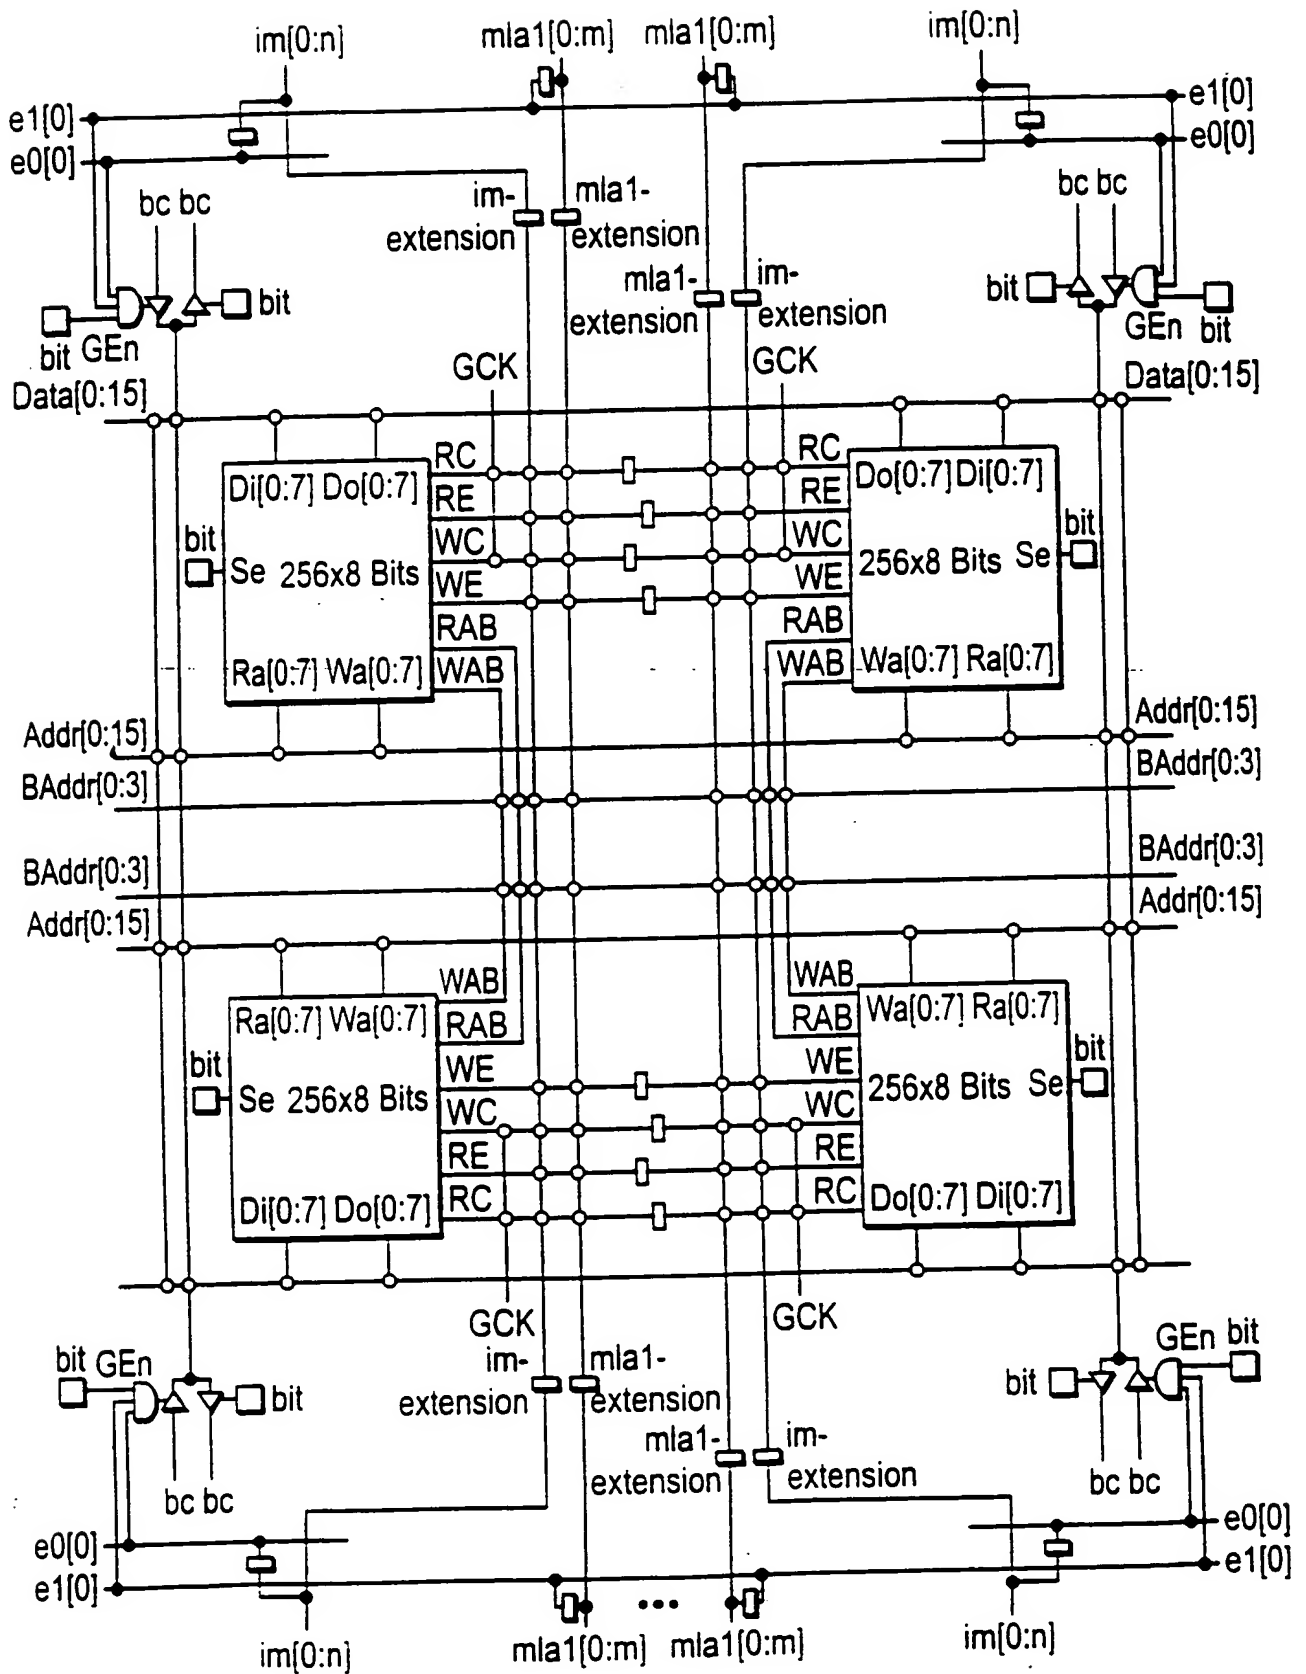 im[0:n] mla1[0:m] mla1[0:m] im[0:n]
e1[0] e1[0]
e0[0] e0[0]
bc bc im- mla1- bc bc
extension extension
mla1- im-
bit extension extension bit
bit GEn GEn bit
GCK GCK
Data[0:15] Data[0:15]
RC RC
Di[0:7] Do[0:7] RE RE Do[0:7] Di[0:7]
bit WC WC bit
Se 256x8 Bits WE WE 256x8 Bits Se
RAB RAB
Ra[0:7] Wa[0:7] WAB WAB Wa[0:7] Ra[0:7]
Addr[0:15] Addr[0:15]
BAddr[0:3] BAddr[0:3]
BAddr[0:3] BAddr[0:3]
Addr[0:15] Addr[0:15]
WAB WAB
Ra[0:7] Wa[0:7] RAB RAB Wa[0:7] Ra[0:7]
bit WE WE bit
Se 256x8 Bits WC WC 256x8 Bits Se
RE RE
Di[0:7] Do[0:7] RC RC Do[0:7] Di[0:7]
GCK GCK
bit GEn im- mla1- GEn bit
bit extension extension bit
mla1- im-
extension extension
bc bc bc bc
e0[0] e0[0]
e1[0] e1[0]
•••
im[0:n] mla1[0:m] mla1[0:m] im[0:n]